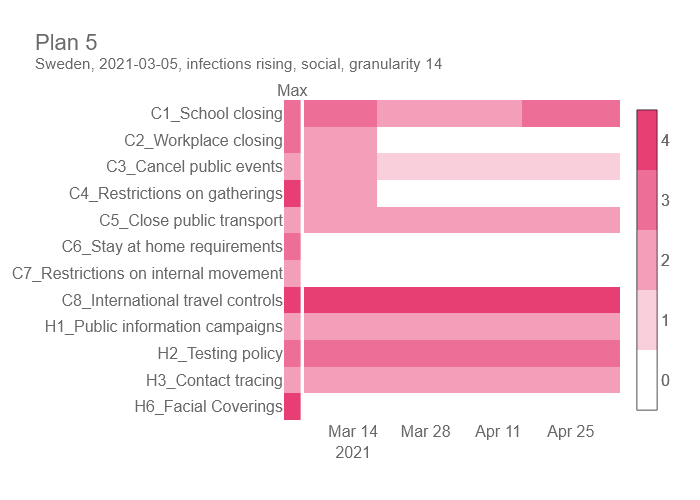 Plan 5
Sweden, 2021-03-05, infections rising, social, granularity 14
Max
C1_School closing
C2_Workplace closing
C3_Cancel public events
C4_Restrictions on gatherings
C5_Close public transport
C6_Stay at home requirements
C7_Restrictions on internal movement
C8_International travel controls
H1_Public information campaigns
H2_Testing policy
H3_Contact tracing
H6_Facial Coverings
4
3
2
1
0
Mar 14 Mar 28 Apr 11 Apr 25
2021